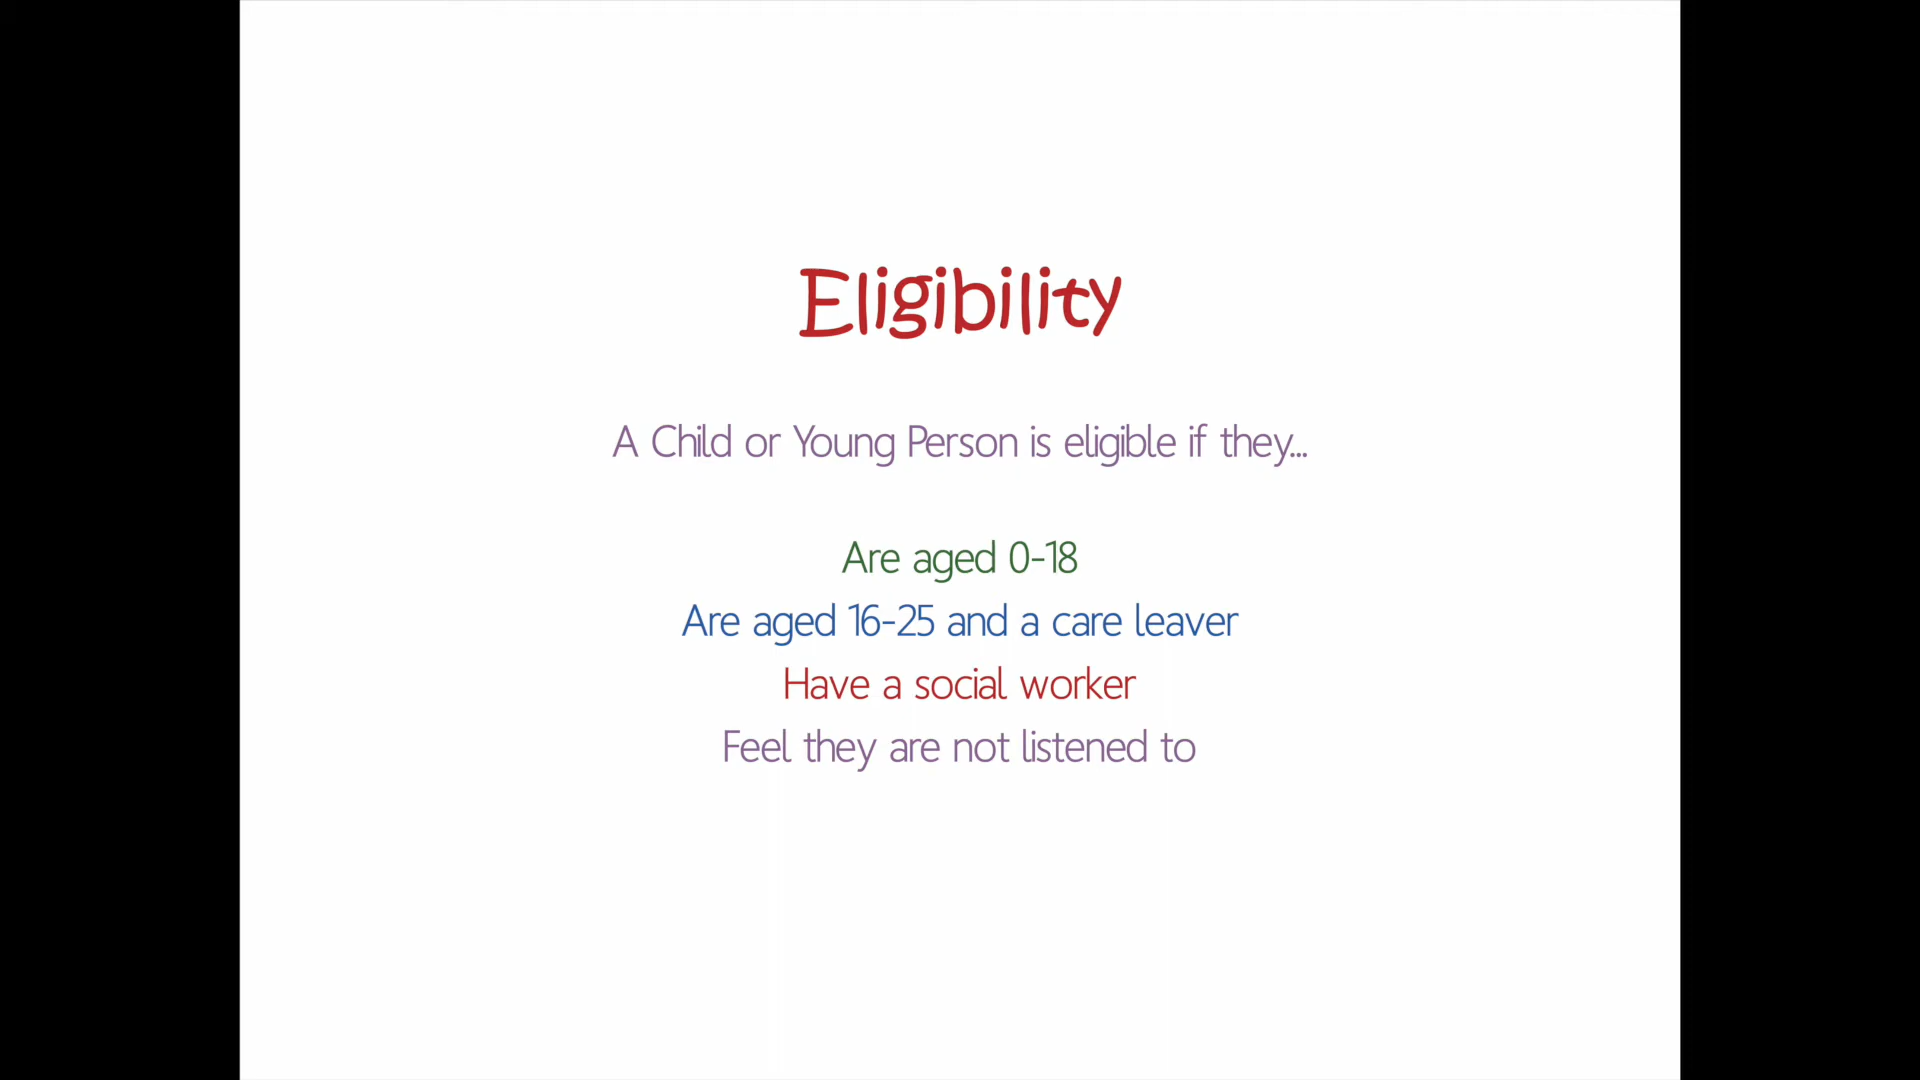 Eligibility
A Child or Young Person is eligible if they...
Are aged 0-18
Are aged 16-25 and a care leaver
Have a social worker
Feel they are not listened to